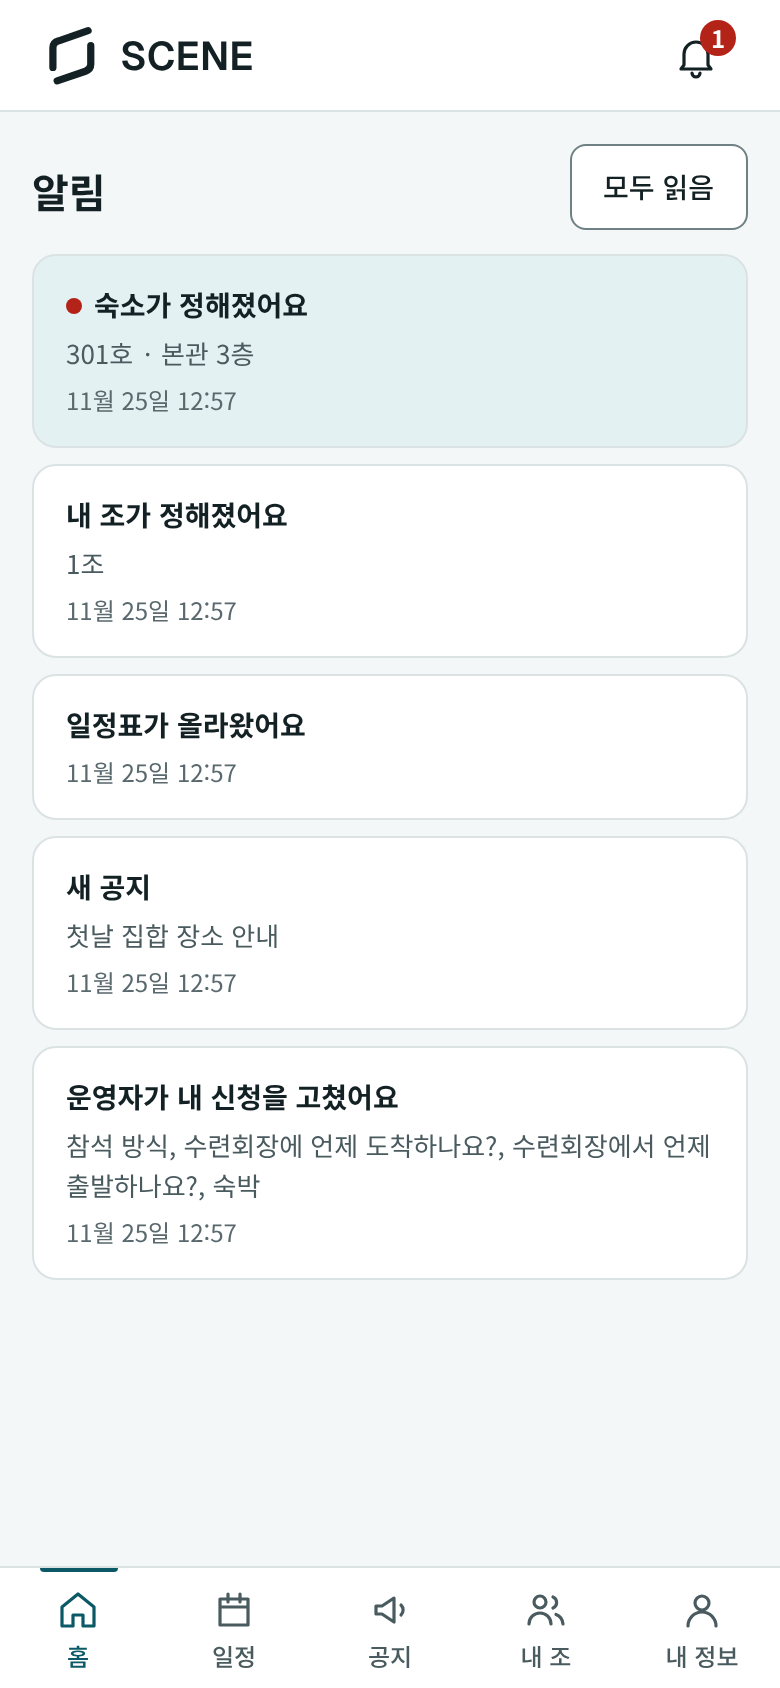 SCENE
1
알림
모두 읽음
숙소가 정해졌어요
301호 · 본관 3층
11월 25일 12:57
내 조가 정해졌어요
1조
11월 25일 12:57
일정표가 올라왔어요
11월 25일 12:57
새 공지
첫날 집합 장소 안내
11월 25일 12:57
운영자가 내 신청을 고쳤어요
참석 방식, 수련회장에 언제 도착하나요?, 수련회장에서 언제
출발하나요?, 숙박
11월 25일 12:57
홈 일정 공지 내 조 내 정보